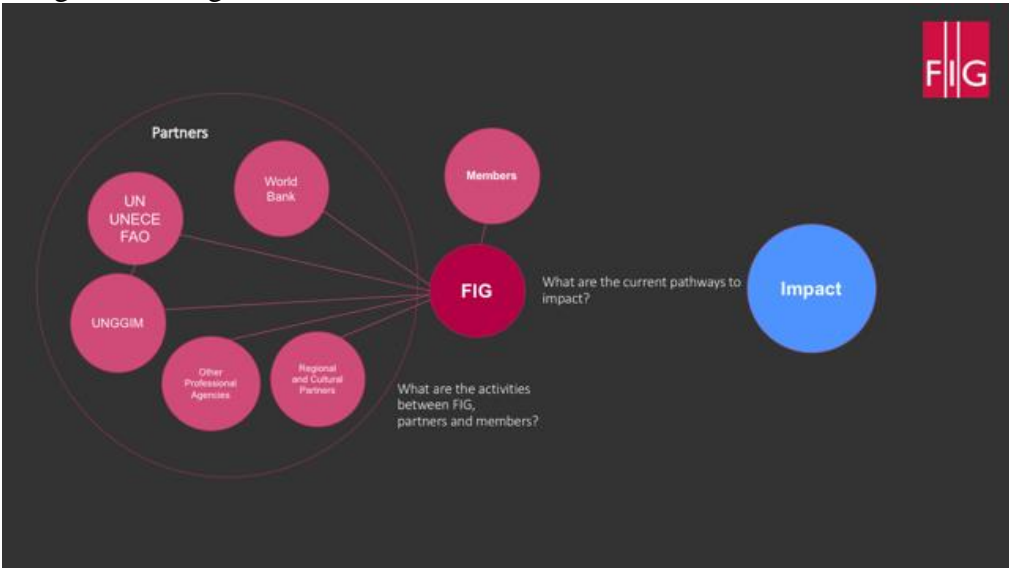 FIG
Partners
World
Bank
Members
UN
UNECE
FAO
FIG
What are the current pathways to
impact?
Impact
UNGGIM
Other
Professional
Agencies
Regional
and Cultural
Partners
What are the activities
between FIG,
partners and members?